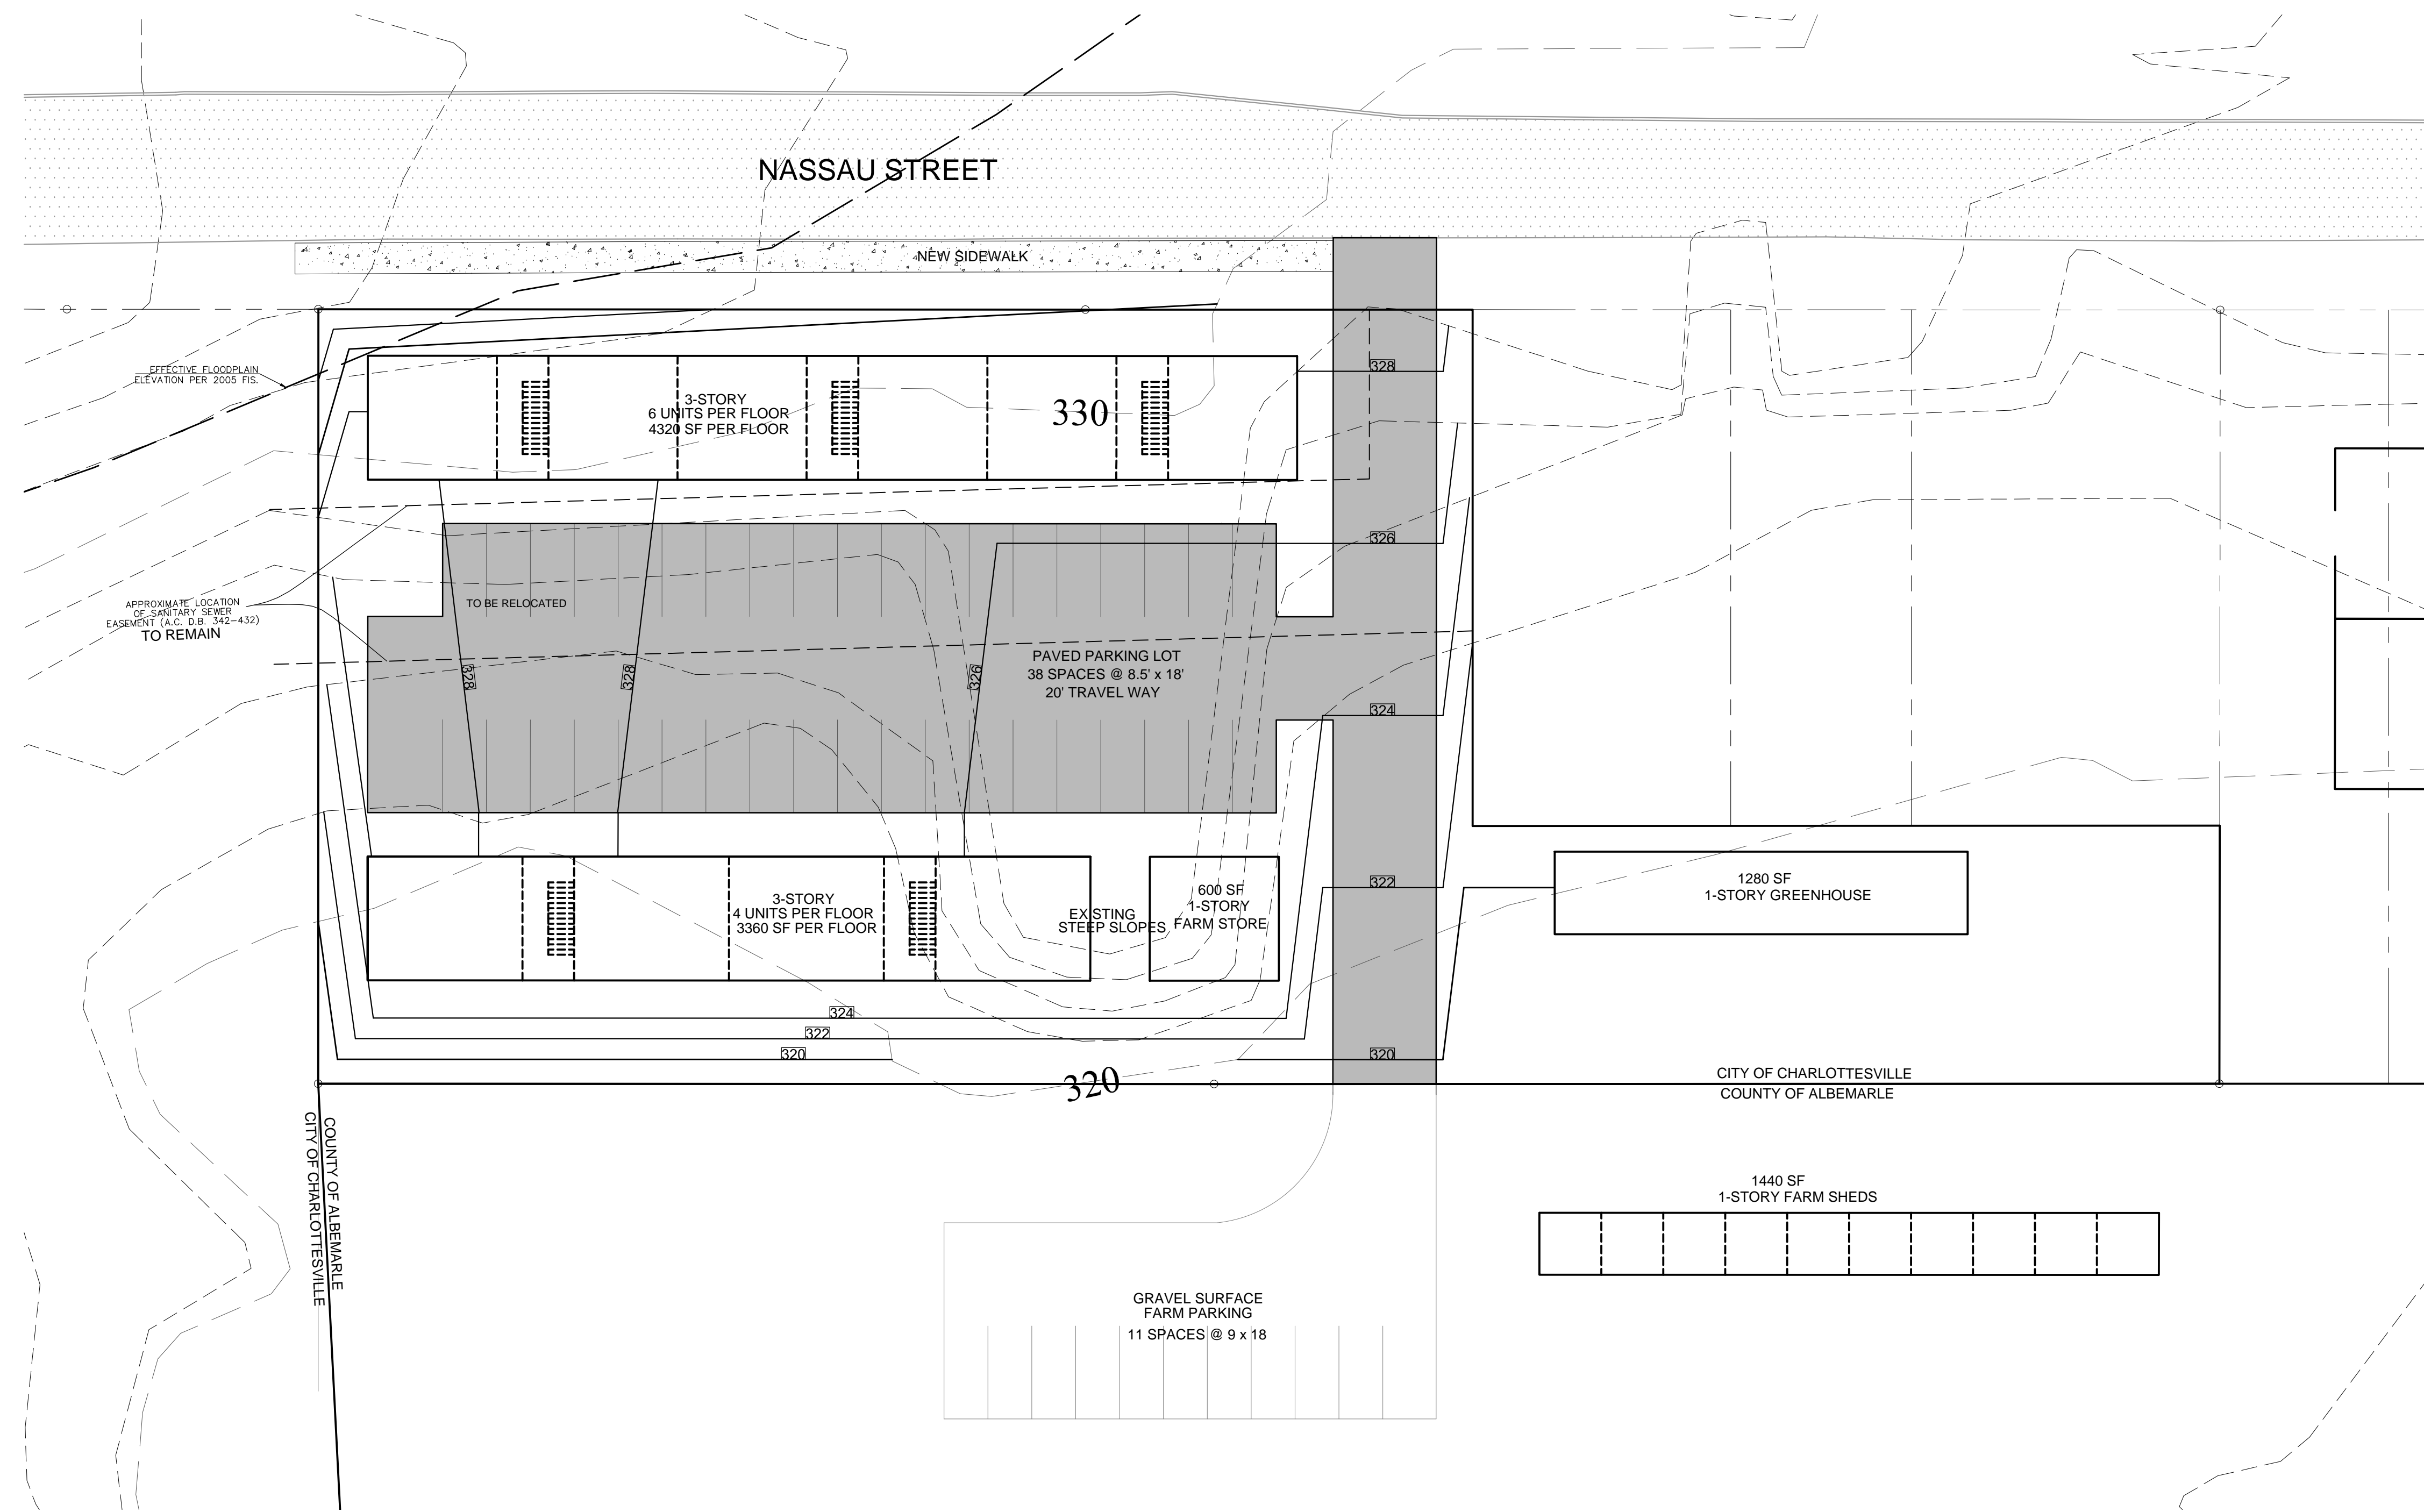 NASSAU STREET
NEW SIDEWALK
EFFECTIVE FLOODPLAIN
ELEVATION PER 2005 FIS.
328
3-STORY
6 UNITS PER FLOOR
4320 SF PER FLOOR
330
326
APPROXIMATE LOCATION
OF SANITARY SEWER
EASEMENT (A.C. D.B. 342-432)
TO REMAIN
TO BE RELOCATED
328
328
326
PAVED PARKING LOT
38 SPACES @ 8.5' x 18'
20' TRAVEL WAY
324
322
3-STORY
4 UNITS PER FLOOR
3360 SF PER FLOOR
EXISTING
STEEP SLOPES
600 SF
1-STORY
FARM STORE
1280 SF
1-STORY GREENHOUSE
324
322
320
320
320
CITY OF CHARLOTTESVILLE
COUNTY OF ALBEMARLE
COUNTY OF ALBEMARLE
CITY OF CHARLOTTESVILLE
1440 SF
1-STORY FARM SHEDS
GRAVEL SURFACE
FARM PARKING
11 SPACES @ 9 x 18